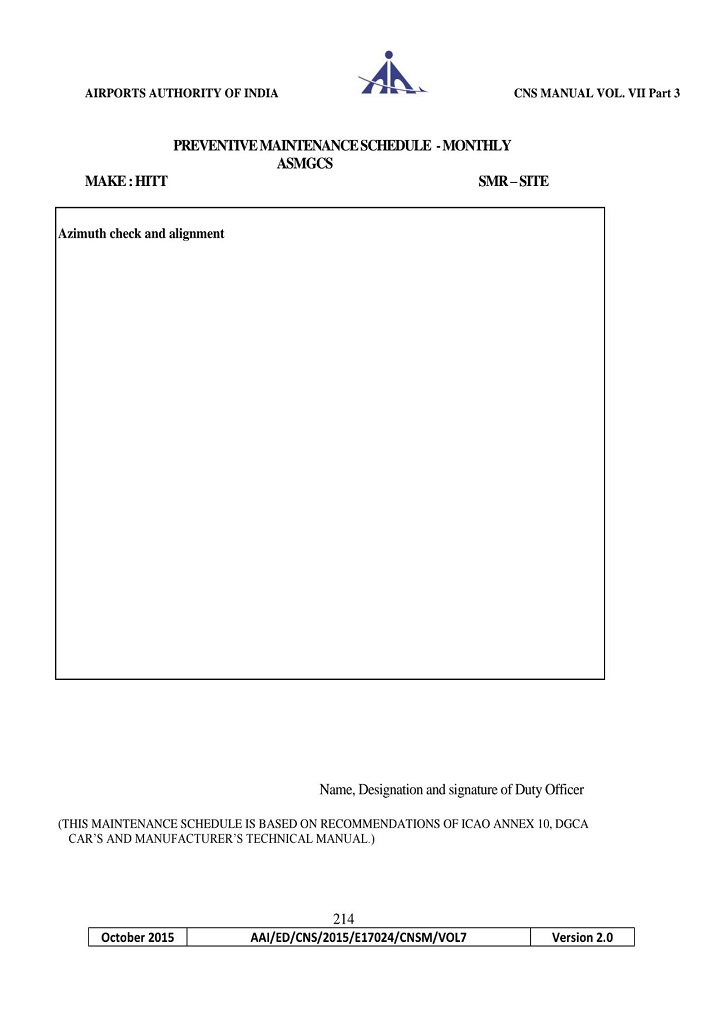 AIRPORTS AUTHORITY OF INDIA CNS MANUAL VOL. VII Part 3
PREVENTIVE MAINTENANCE SCHEDULE - MONTHLY
ASMGCS
MAKE : HITT SMR – SITE
Azimuth check and alignment
Name, Designation and signature of Duty Officer
(THIS MAINTENANCE SCHEDULE IS BASED ON RECOMMENDATIONS OF ICAO ANNEX 10, DGCA
CAR’S AND MANUFACTURER’S TECHNICAL MANUAL.)
214
October 2015 AAI/ED/CNS/2015/E17024/CNSM/VOL7 Version 2.0